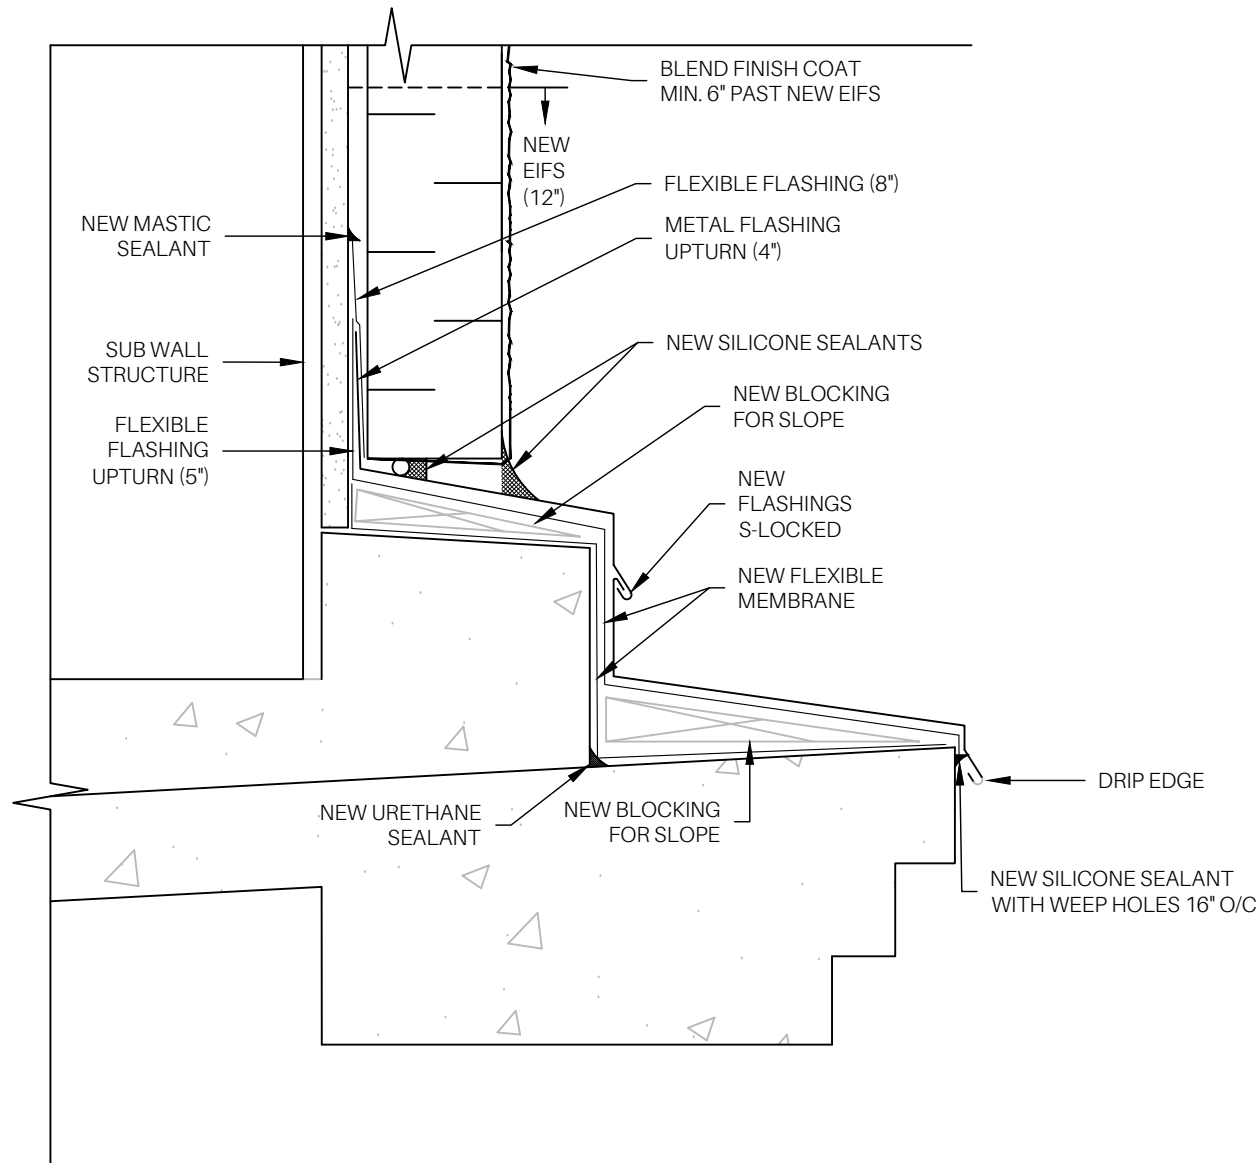 BLEND FINISH COAT
MIN. 6" PAST NEW EIFS
NEW
EIFS
(12")
FLEXIBLE FLASHING (8")
NEW MASTIC
SEALANT
METAL FLASHING
UPTURN (4")
SUB WALL
STRUCTURE
NEW SILICONE SEALANTS
NEW BLOCKING
FOR SLOPE
FLEXIBLE
FLASHING
UPTURN (5")
NEW
FLASHINGS
S-LOCKED
NEW FLEXIBLE
MEMBRANE
DRIP EDGE
NEW URETHANE
SEALANT
NEW BLOCKING
FOR SLOPE
NEW SILICONE SEALANT
WITH WEEP HOLES 16" O/C